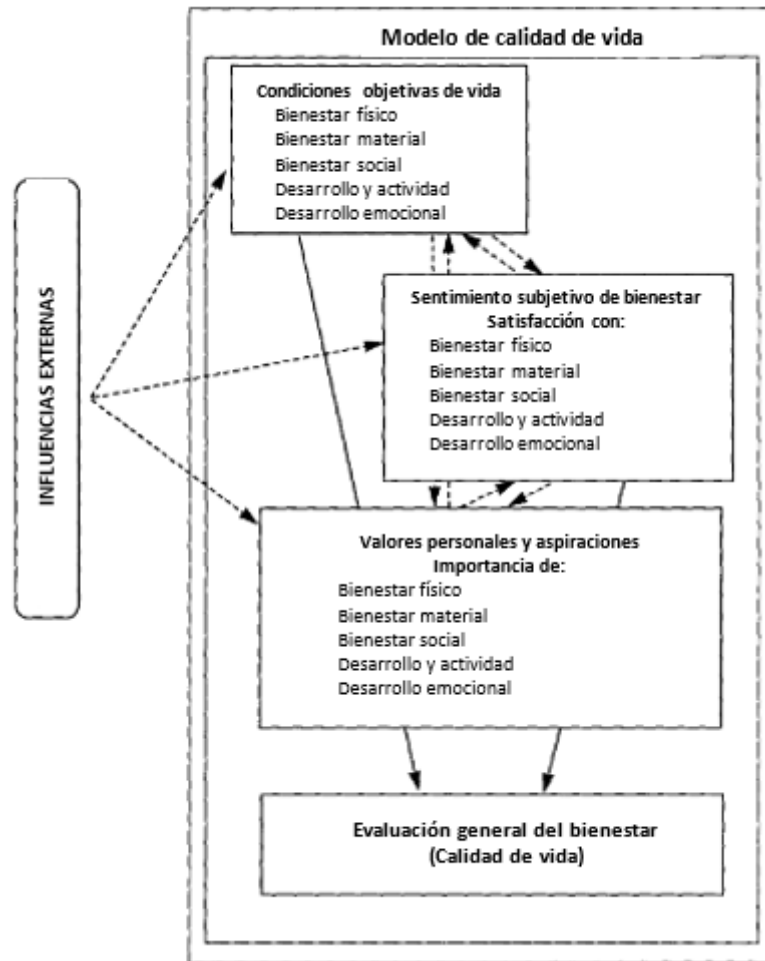 Modelo de calidad de vida
Condiciones objetivas de vida
Bienestar físico
Bienestar material
Bienestar social
Desarrollo y actividad
Desarrollo emocional
INFLUENCIAS EXTERNAS
Sentimiento subjetivo de bienestar
Satisfacción con:
Bienestar físico
Bienestar material
Bienestar social
Desarrollo y actividad
Desarrollo emocional
Valores personales y aspiraciones
Importancia de:
Bienestar físico
Bienestar material
Bienestar social
Desarrollo y actividad
Desarrollo emocional
Evaluación general del bienestar
(Calidad de vida)